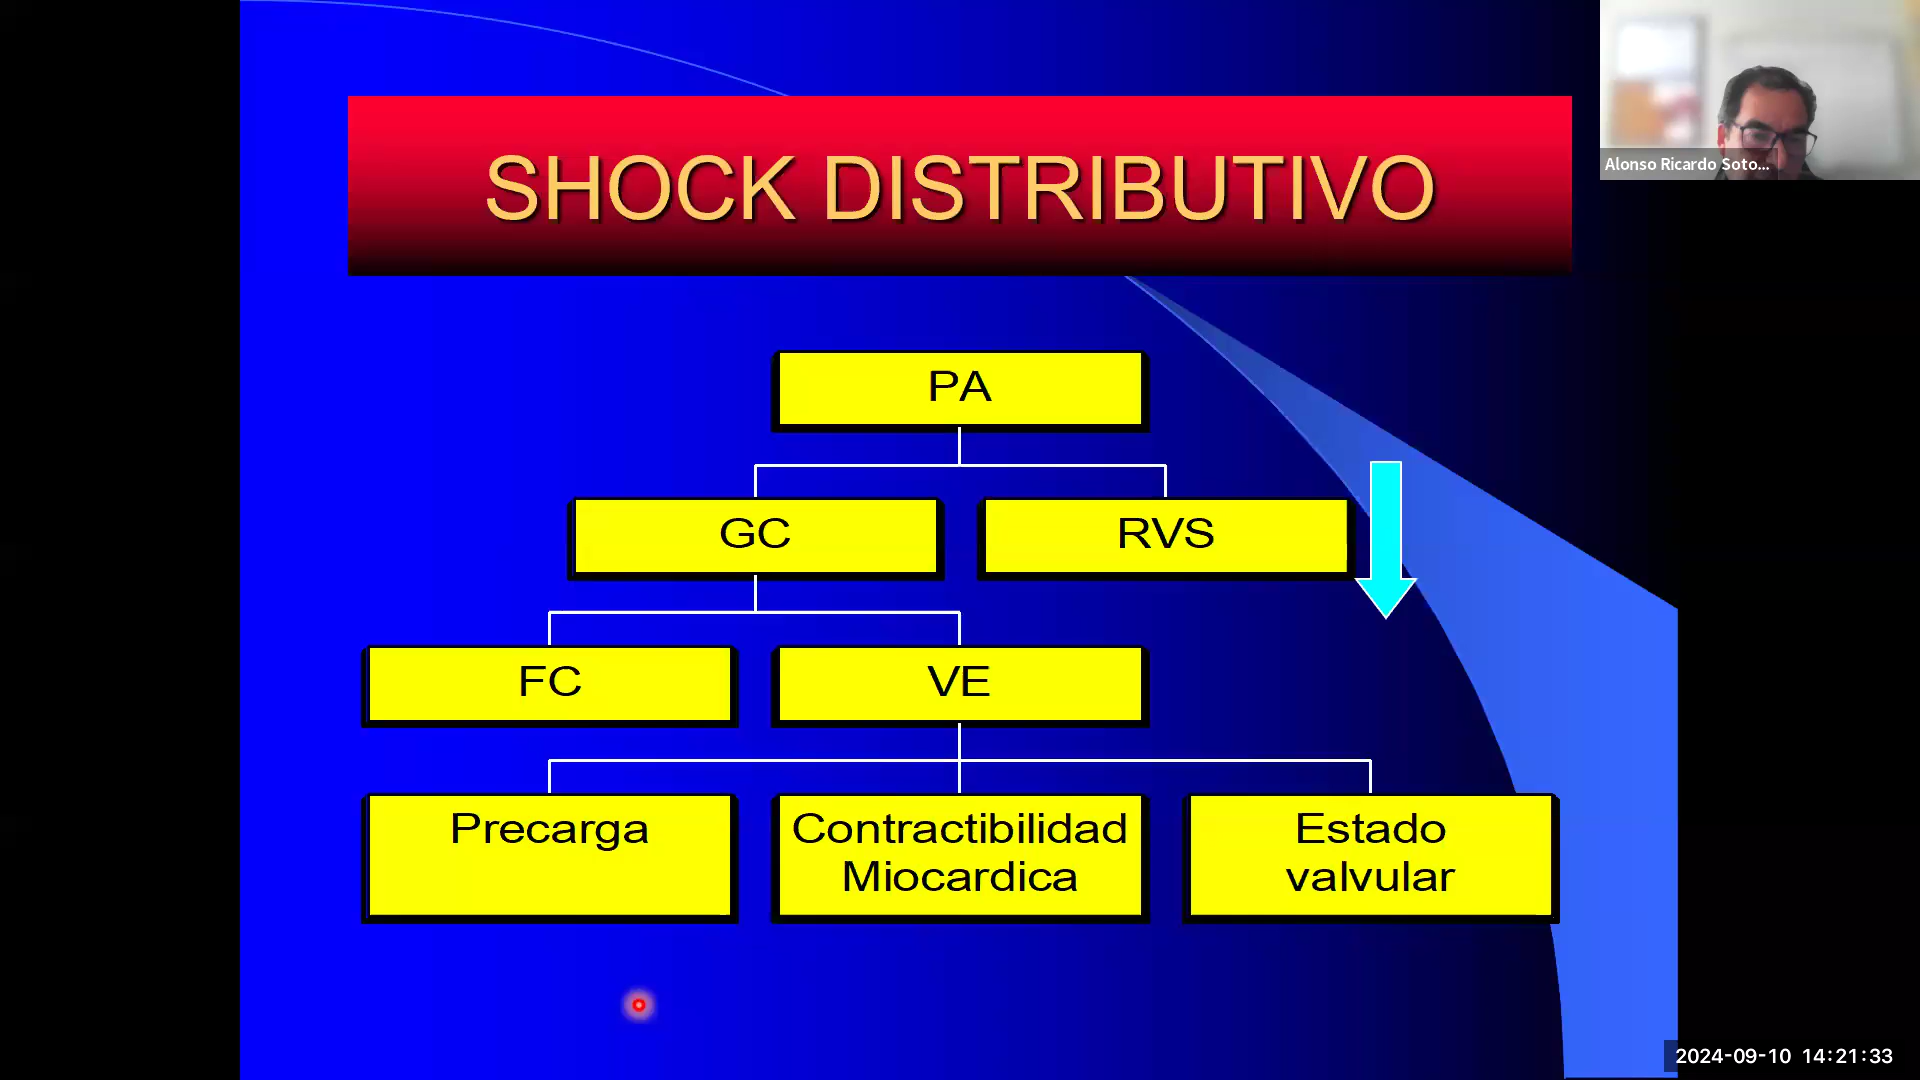 SHOCK DISTRIBUTIVO
Alonso Ricardo Soto...
PA
GC
RVS
FC
VE
Precarga
Contractibilidad
Miocardica
Estado
valvular
2024-09-10 14:21:33